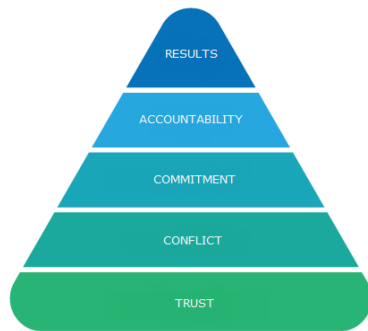 RESULTS
ACCOUNTABILITY
COMMITMENT
CONFLICT
TRUST